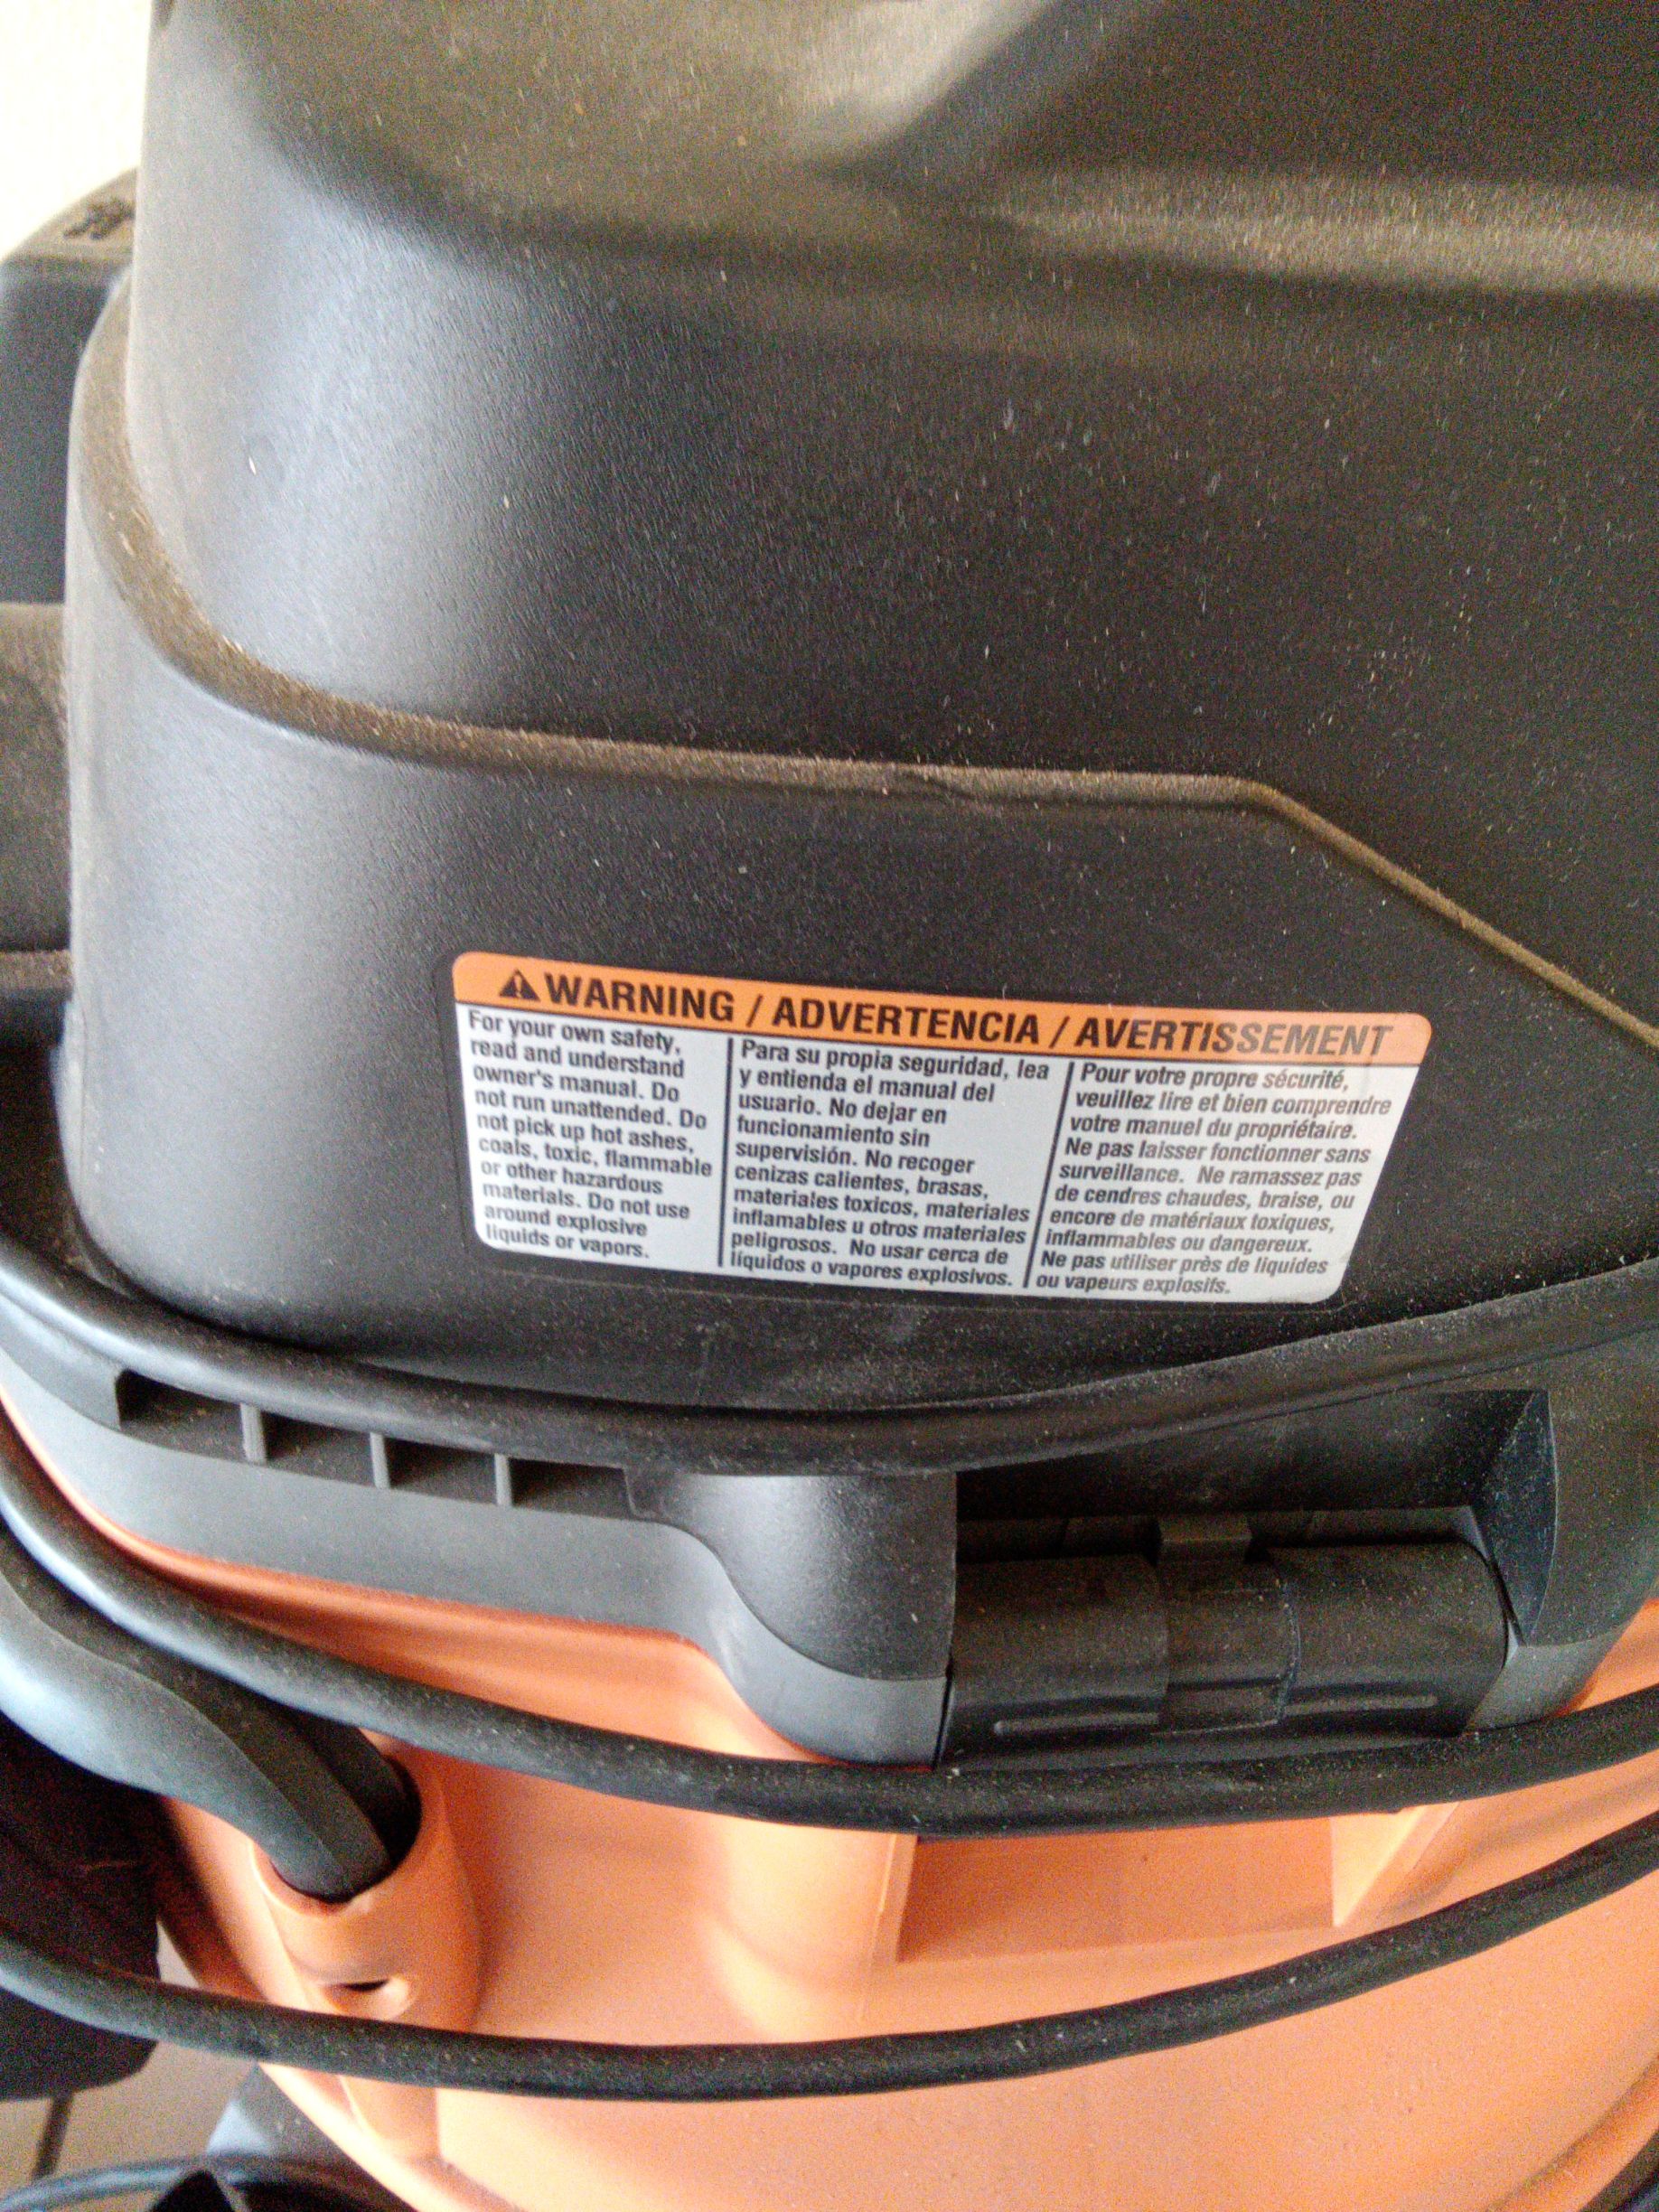 WARNING / ADVERTENCIA / AVERTISSEMENT
For your own safety,
read and understand
owner's manual. Do
not run unattended. Do
not pick up hot ashes,
coals, toxic, flammable
or other hazardous
materials. Do not use
around explosive
liquids or vapors.
Para su propia seguridad, lea
y entienda el manual del
usuario. No dejar en
funcionamiento sin
supervisión. No recoger
cenizas calientes, brasas,
materiales toxicos, materiales
inflamables u otros materiales
peligrosos. No usar cerca de
líquidos o vapores explosivos.
Pour votre propre sécurité,
veuillez lire et bien comprendre
votre manuel du propriétaire.
Ne pas laisser fonctionner sans
surveillance. Ne ramassez pas
de cendres chaudes, braise, ou
encore de matériaux toxiques,
inflammables ou dangereux.
Ne pas utiliser près de liquides
ou vapeurs explosifs.